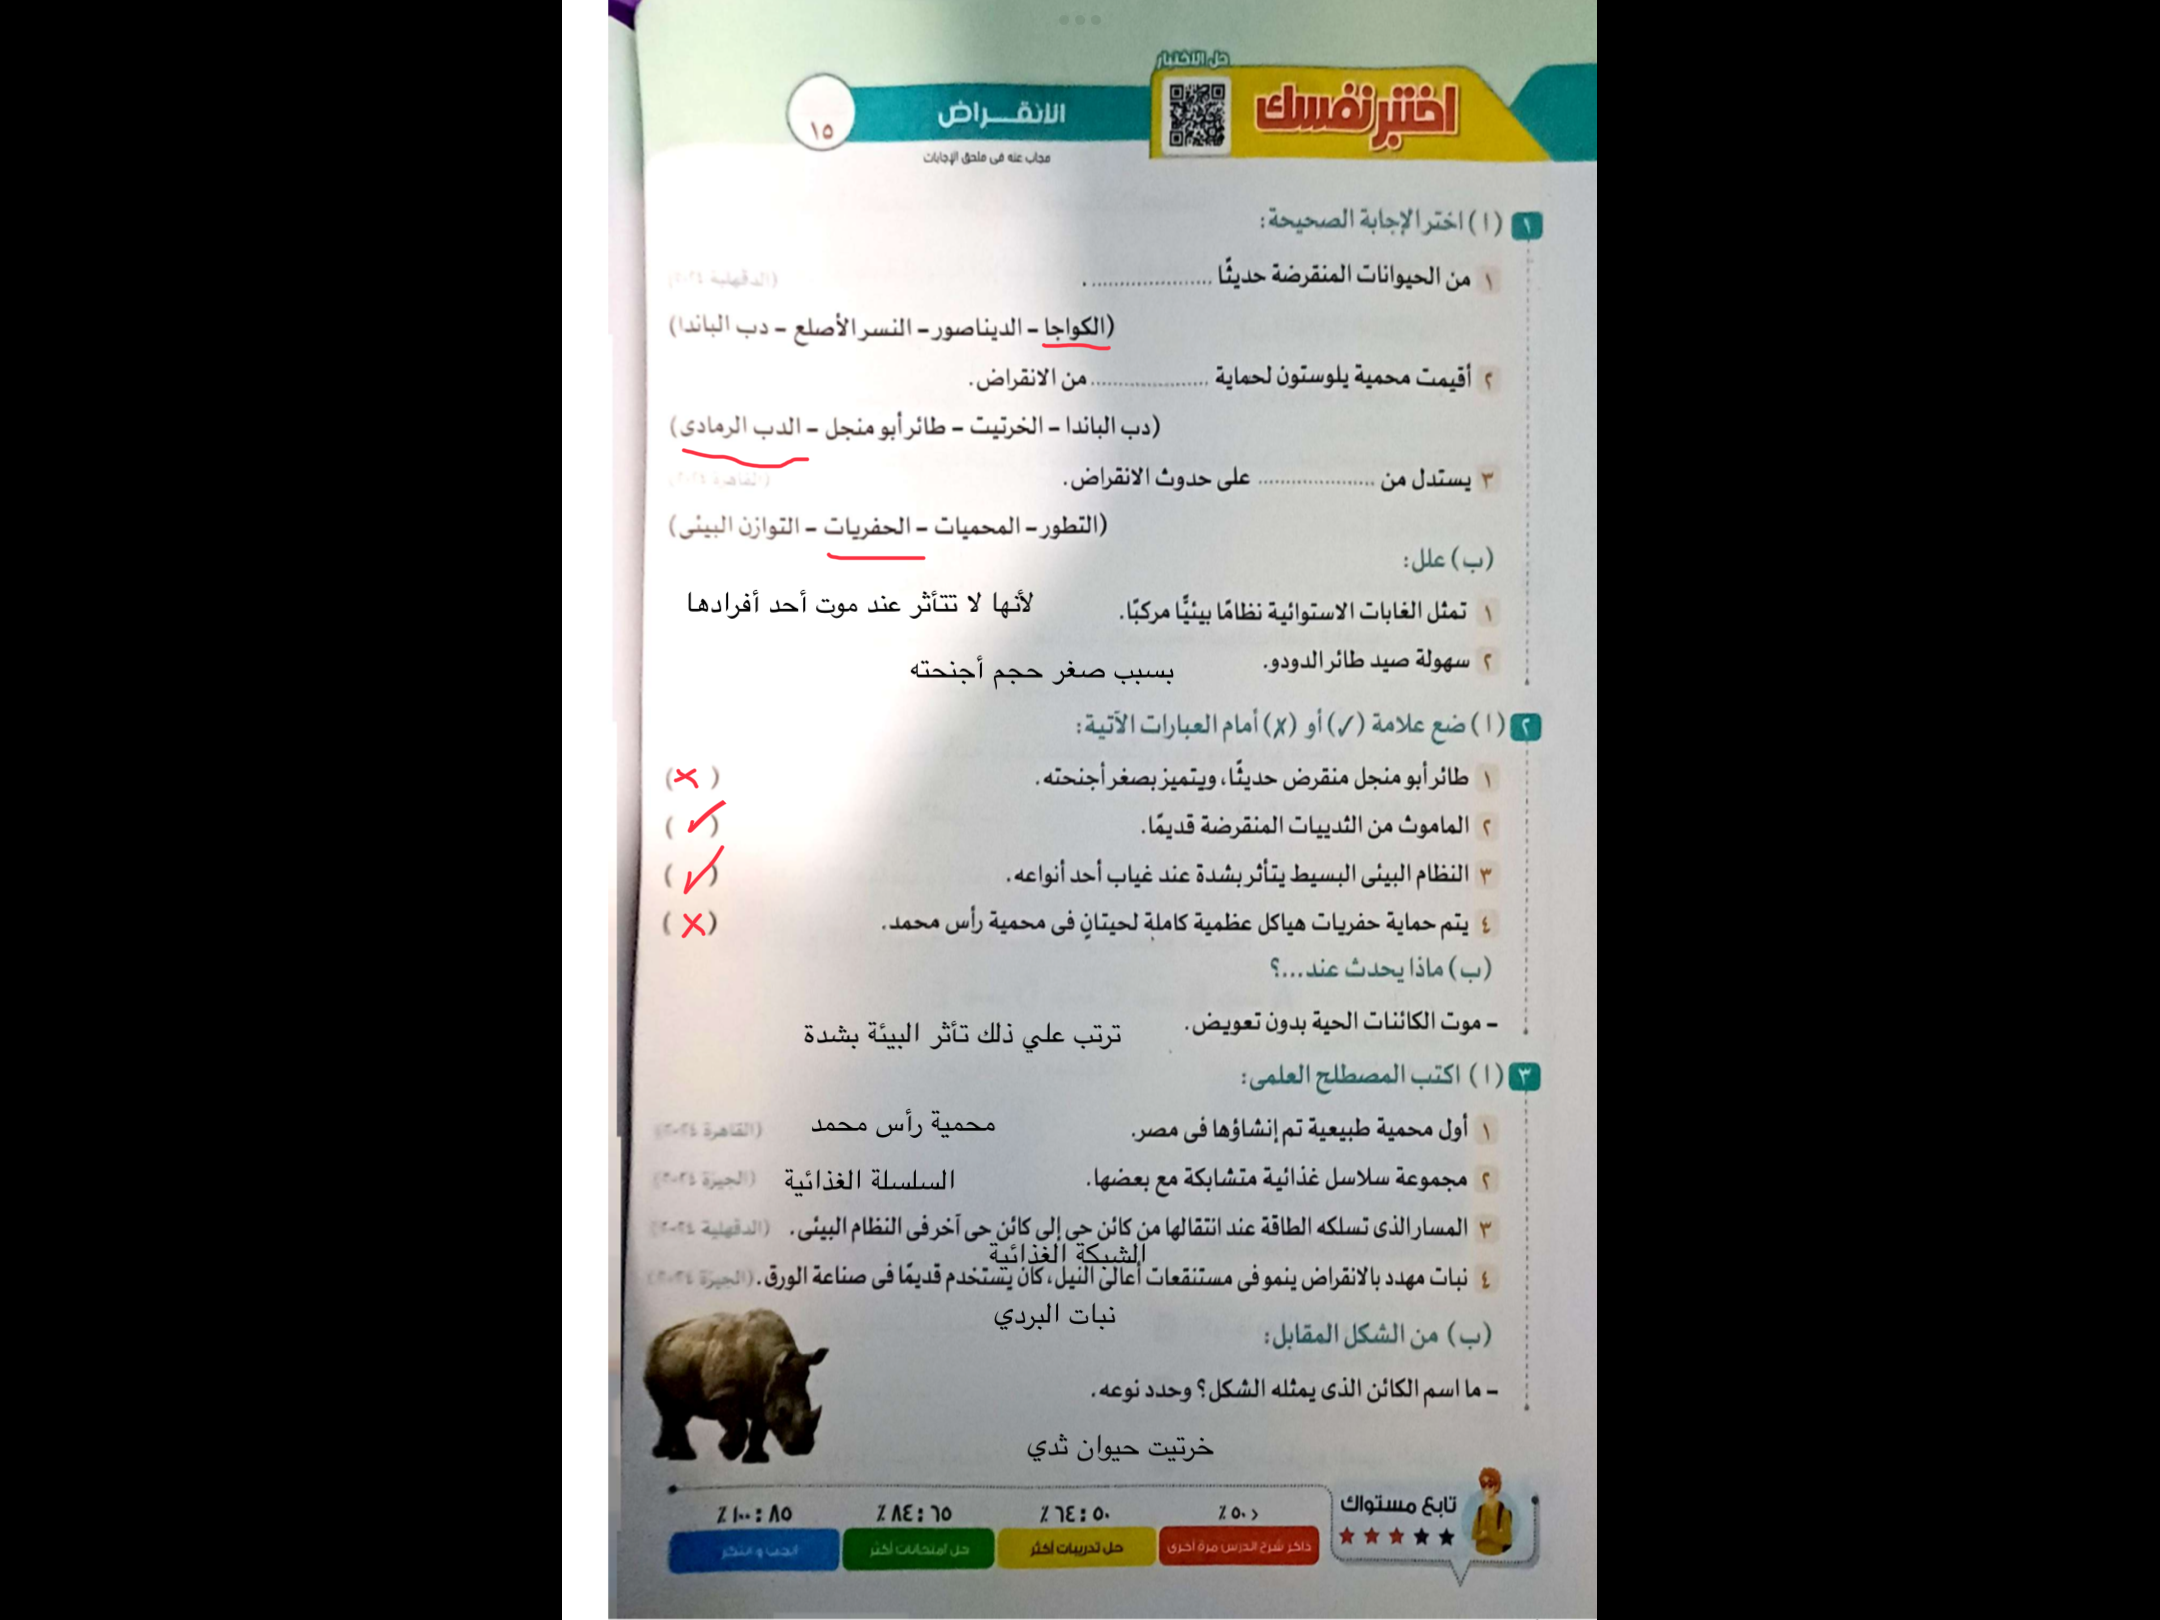 حل الاختبار
اختبر نفسك
الانقـــراض
١٥
مجاب عنه فى ملحق الإجابات
١ (١) اختر الإجابة الصحيحة:
١ من الحيوانات المنقرضة حديثًا .................... . (الدقهلية ٢٠٢٤)
(الكواجا – الديناصور – النسر الأصلع – دب الباندا)
٢ أقيمت محمية يلوستون لحماية .................... من الانقراض.
(دب الباندا – الخرتيت – طائر أبو منجل – الدب الرمادى)
٣ يستدل من .................... على حدوث الانقراض. (القاهرة ٢٠٢٤)
(التطور – المحميات – الحفريات – التوازن البيئى)
(ب) علل:
١ تمثل الغابات الاستوائية نظامًا بيئيًّا مركبًا. لأنها لا تتأثر عند موت أحد أفرادها
٢ سهولة صيد طائر الدودو. بسبب صغر حجم أجنحته
٢ (١) ضع علامة (✓) أو (✗) أمام العبارات الآتية:
١ طائر أبو منجل منقرض حديثًا، ويتميز بصغر أجنحته. (✗)
٢ الماموث من الثدييات المنقرضة قديمًا. (✓)
٣ النظام البيئى البسيط يتأثر بشدة عند غياب أحد أنواعه. (✓)
٤ يتم حماية حفريات هياكل عظمية كاملة لحيتانٍ فى محمية رأس محمد. (✗)
(ب) ماذا يحدث عند...؟
– موت الكائنات الحية بدون تعويض. ترتب علي ذلك تأثر البيئة بشدة
٣ (١) اكتب المصطلح العلمى:
١ أول محمية طبيعية تم إنشاؤها فى مصر. محمية رأس محمد (القاهرة ٢٠٢٤)
٢ مجموعة سلاسل غذائية متشابكة مع بعضها. السلسلة الغذائية (الجيزة ٢٠٢٤)
٣ المسار الذى تسلكه الطاقة عند انتقالها من كائن حى إلى كائن حى آخر فى النظام البيئى. (الدقهلية ٢٠٢٤)
الشبكة الغذائية
٤ نبات مهدد بالانقراض ينمو فى مستنقعات أعالى النيل، كان يستخدم قديمًا فى صناعة الورق. (الجيزة ٢٠٢٤)
نبات البردي
(ب) من الشكل المقابل:
– ما اسم الكائن الذى يمثله الشكل؟ وحدد نوعه.
خرتيت حيوان ثدي
تابع مستواك
< ٥٠ ٪
٥٠ : ٦٤ ٪
٦٥ : ٨٤ ٪
٨٥ : ١٠٠ ٪
ذاكر شرح الدرس مرة أخرى
حل تدريبات أكثر
حل امتحانات أكثر